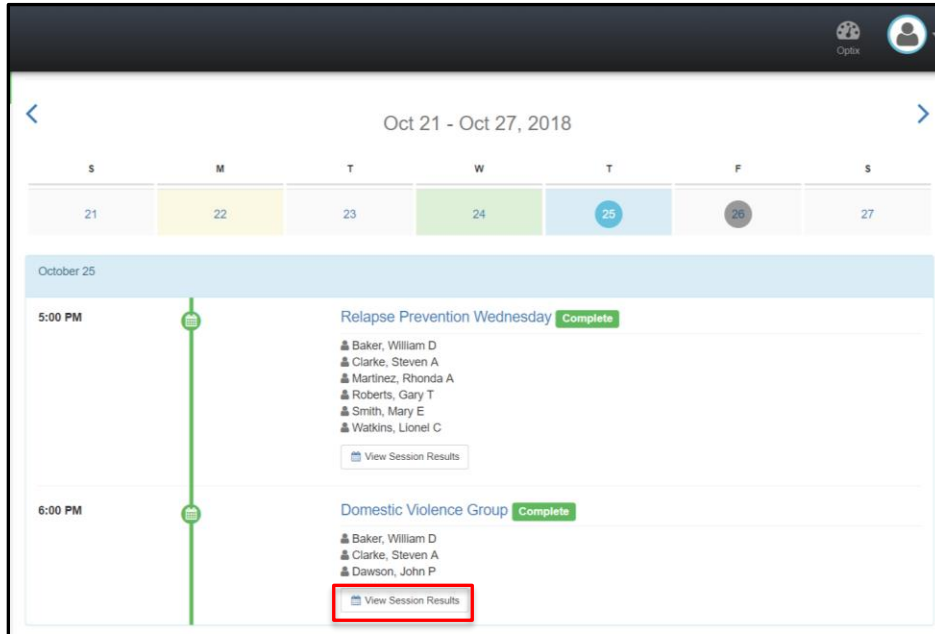 Optix
Oct 21 - Oct 27, 2018
S M T W T F S
21 22 23 24 25 26 27
October 25
5:00 PM Relapse Prevention Wednesday Complete
Baker, William D
Clarke, Steven A
Martinez, Rhonda A
Roberts, Gary T
Smith, Mary E
Watkins, Lionel C
View Session Results
6:00 PM Domestic Violence Group Complete
Baker, William D
Clarke, Steven A
Dawson, John P
View Session Results